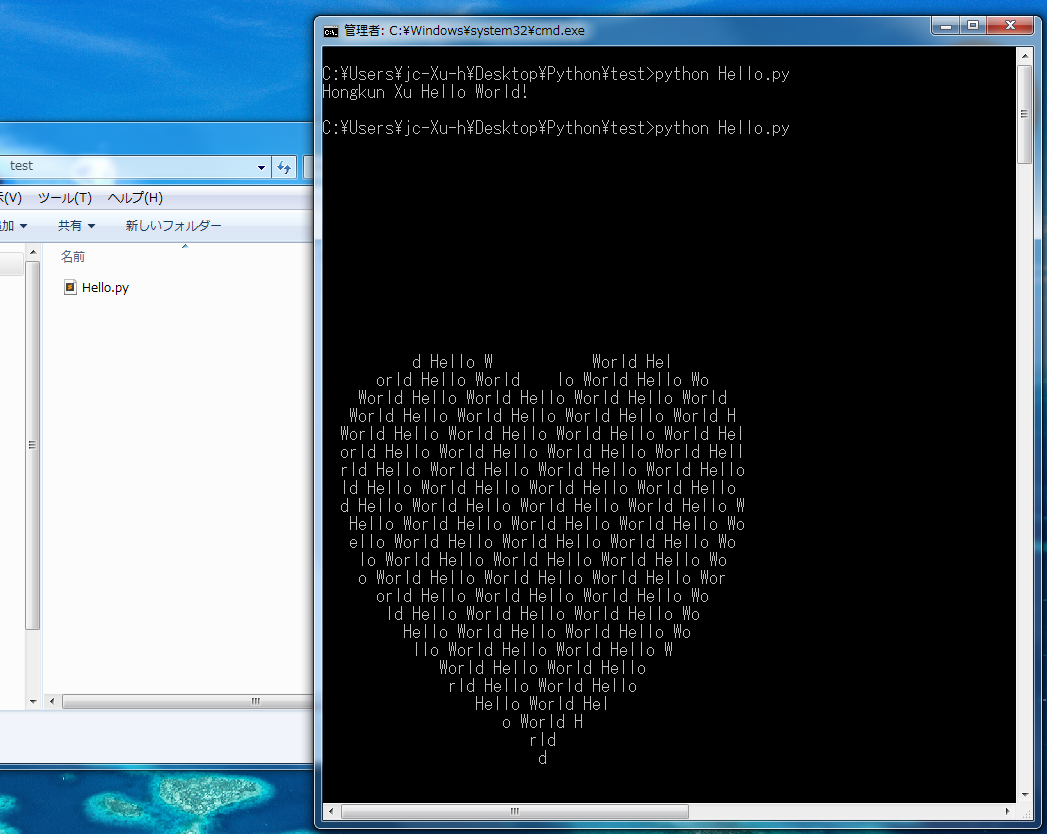 管理者: C:¥Windows¥system32¥cmd.exe
C:¥Users¥jc-Xu-h¥Desktop¥Python¥test>python Hello.py
Hongkun Xu Hello World!
C:¥Users¥jc-Xu-h¥Desktop¥Python¥test>python Hello.py
d Hello W World Hel
orld Hello World lo World Hello Wo
World Hello World Hello World Hello World
World Hello World Hello World Hello World H
World Hello World Hello World Hello World Hel
orld Hello World Hello World Hello World Hell
rld Hello World Hello World Hello World Hello
ld Hello World Hello World Hello World Hello
d Hello World Hello World Hello World Hello W
Hello World Hello World Hello World Hello Wo
ello World Hello World Hello World Hello Wo
lo World Hello World Hello World Hello Wo
o World Hello World Hello World Hello Wor
orld Hello World Hello World Hello Wo
ld Hello World Hello World Hello Wo
Hello World Hello World Hello Wo
llo World Hello World Hello W
World Hello World Hello
rld Hello World Hello
Hello World Hel
o World H
rld
d
test
(V) ツール(T) ヘルプ(H)
加 共有 新しいフォルダー
名前
Hello.py